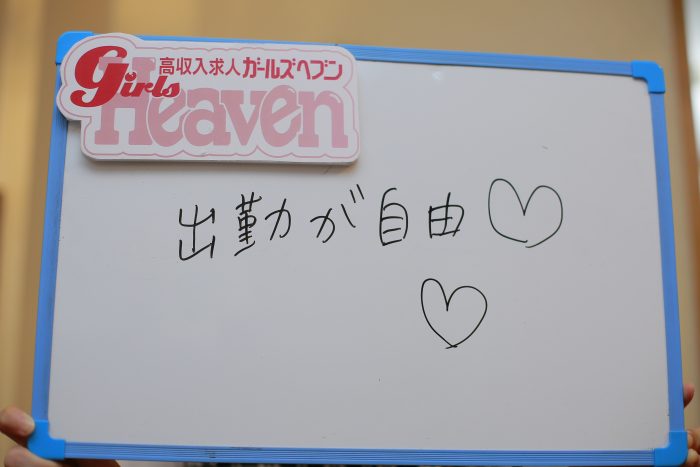 高収入求人ガールズヘブン
Girls
Heaven
出勤が自由♡
♡